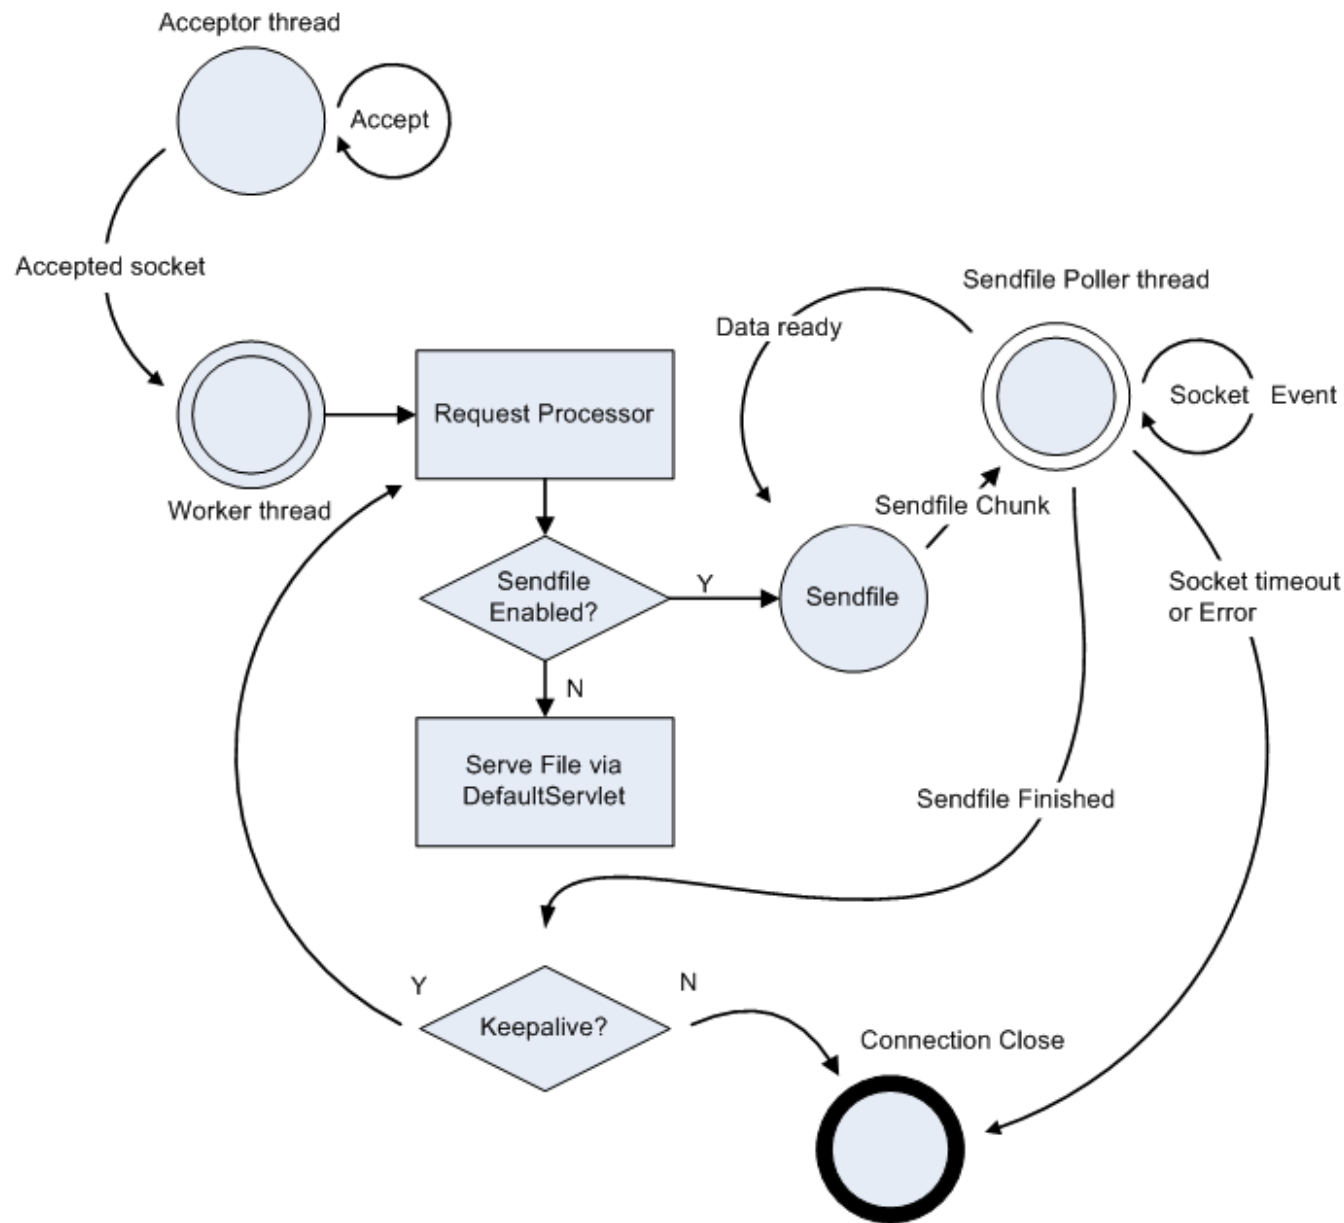 Acceptor thread
Accept
Accepted socket
Sendfile Poller thread
Data ready
Socket Event
Request Processor
Worker thread
Sendfile Chunk
Sendfile
Enabled?
Y
Sendfile
Socket timeout
or Error
N
Serve File via
DefaultServlet
Sendfile Finished
Y
N
Keepalive?
Connection Close